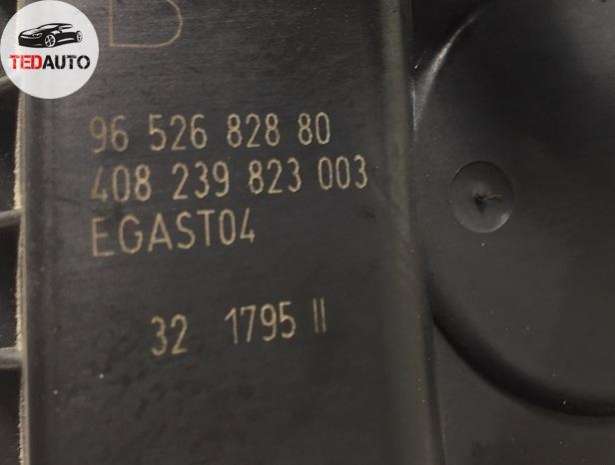 TEDAUTO
96 526 828 80
408 239 823 003
EGAST04
32 1795 II